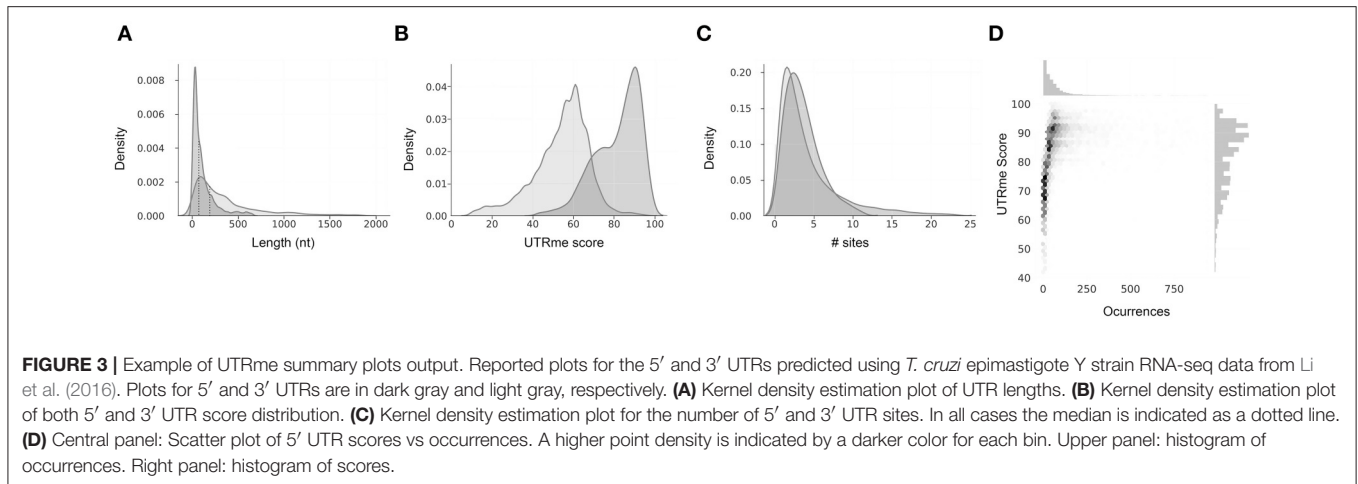 A
B
C
D
0.008
0.006
0.004
0.002
0.000
Density
0
500
1000
1500
2000
Length (nt)
0.04
0.03
0.02
0.01
0.00
Density
0
20
40
60
80
100
UTRme score
0.20
0.15
0.10
0.05
0.00
Density
0
5
10
15
20
25
# sites
100
90
80
70
60
50
40
UTRme Score
0
250
500
750
Ocurrences
FIGURE 3 | Example of UTRme summary plots output. Reported plots for the 5′ and 3′ UTRs predicted using T. cruzi epimastigote Y strain RNA-seq data from Li
et al. (2016). Plots for 5′ and 3′ UTRs are in dark gray and light gray, respectively. (A) Kernel density estimation plot of UTR lengths. (B) Kernel density estimation plot
of both 5′ and 3′ UTR score distribution. (C) Kernel density estimation plot for the number of 5′ and 3′ UTR sites. In all cases the median is indicated as a dotted line.
(D) Central panel: Scatter plot of 5′ UTR scores vs occurrences. A higher point density is indicated by a darker color for each bin. Upper panel: histogram of
occurrences. Right panel: histogram of scores.